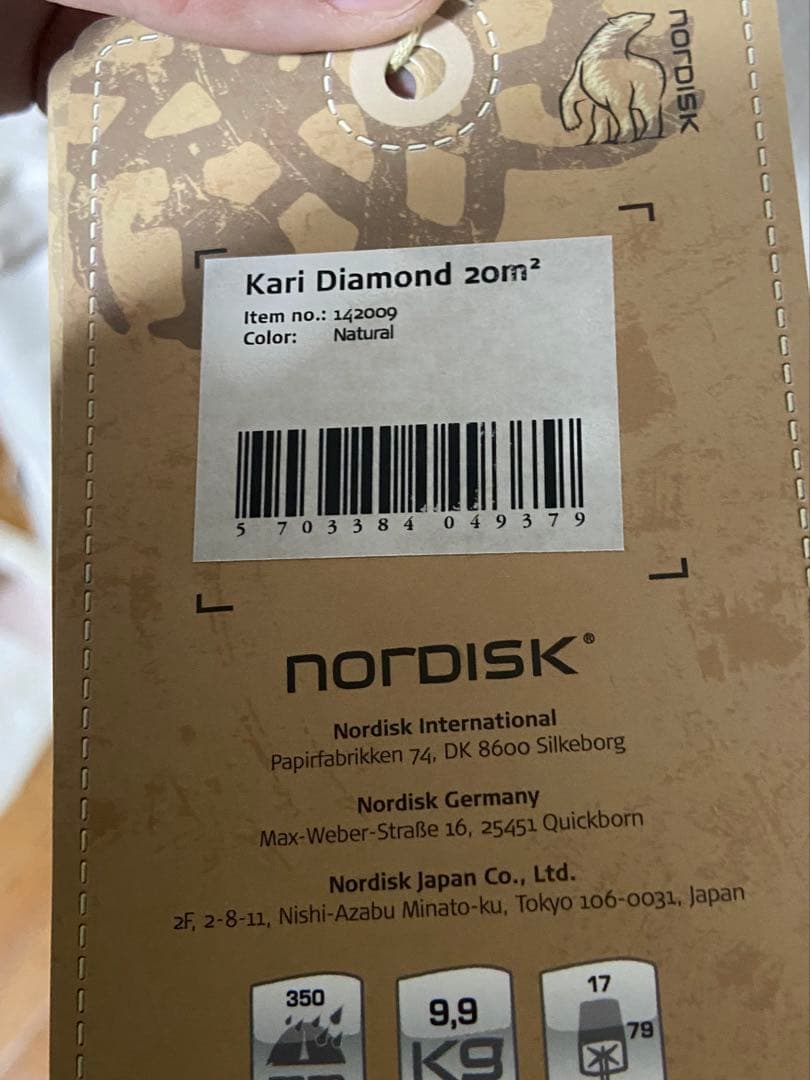 nordisk
Kari Diamond 20m²
Item no.: 142009
Color: Natural
5 703384 049379
nordisk®
Nordisk International
Papirfabrikken 74, DK 8600 Silkeborg
Nordisk Germany
Max-Weber-Straße 16, 25451 Quickborn
Nordisk Japan Co., Ltd.
2F, 2-8-11, Nishi-Azabu Minato-ku, Tokyo 106-0031, Japan
350
9,9
Kg
17
79